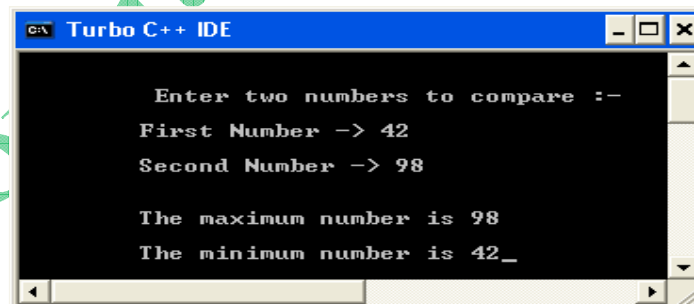 Turbo C++ IDE
Enter two numbers to compare :-
First Number -> 42
Second Number -> 98
The maximum number is 98
The minimum number is 42_